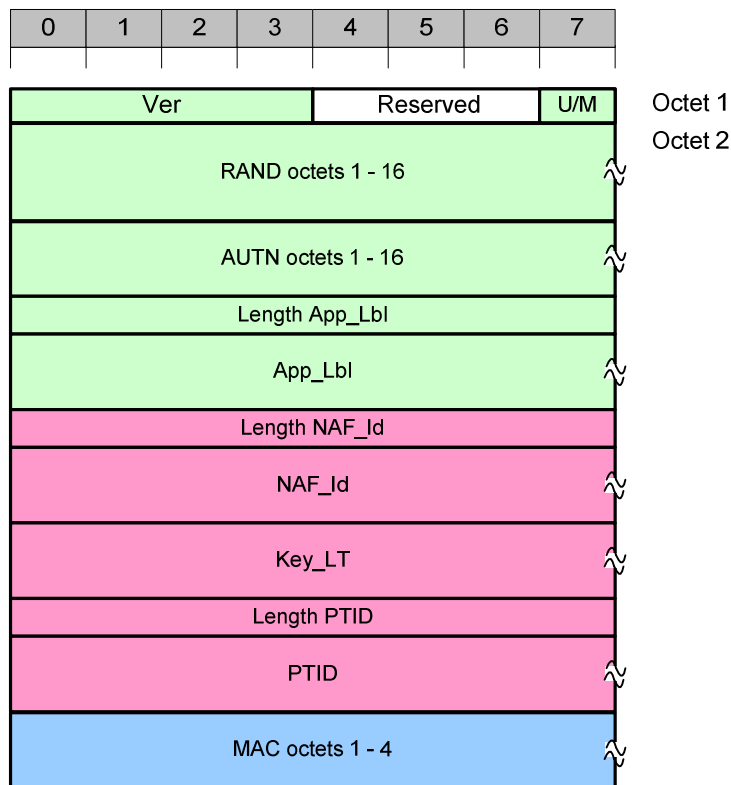 0 1 2 3 4 5 6 7
Ver Reserved U/M Octet 1
Octet 2
RAND octets 1 - 16
AUTN octets 1 - 16
Length App_Lbl
App_Lbl
Length NAF_Id
NAF_Id
Key_LT
Length PTID
PTID
MAC octets 1 - 4